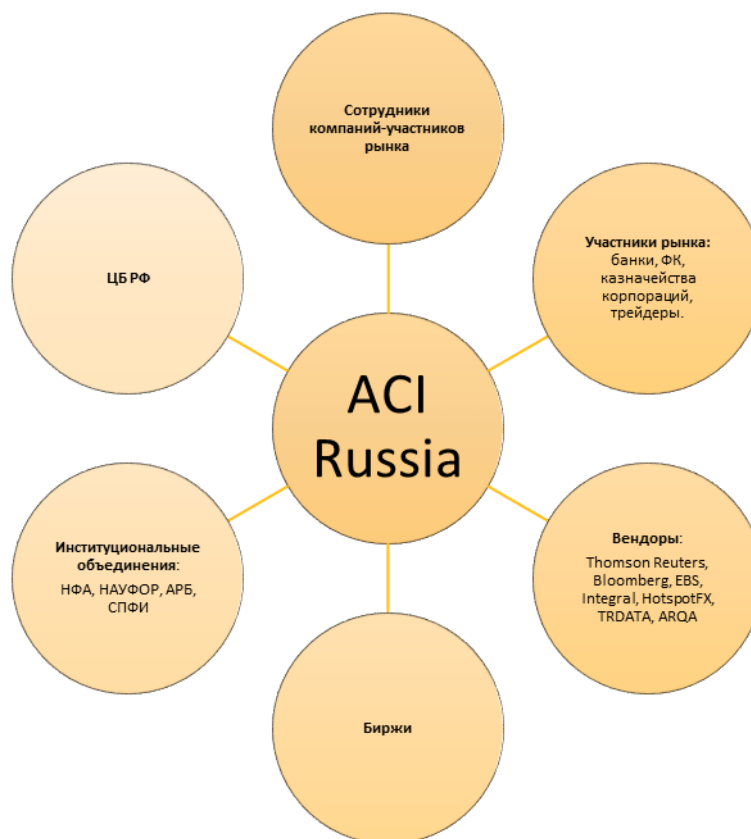 Сотрудники
компаний-участников
рынка
Участники рынка:
банки, ФК,
казначейства
корпораций,
трейдеры.
Вендоры:
Thomson Reuters,
Bloomberg, EBS,
Integral, HotspotFX,
TRDATA, ARQA
Биржи
Институциональные
объединения:
НФА, НАУФОР, АРБ,
СПФИ
ЦБ РФ
ACI
Russia